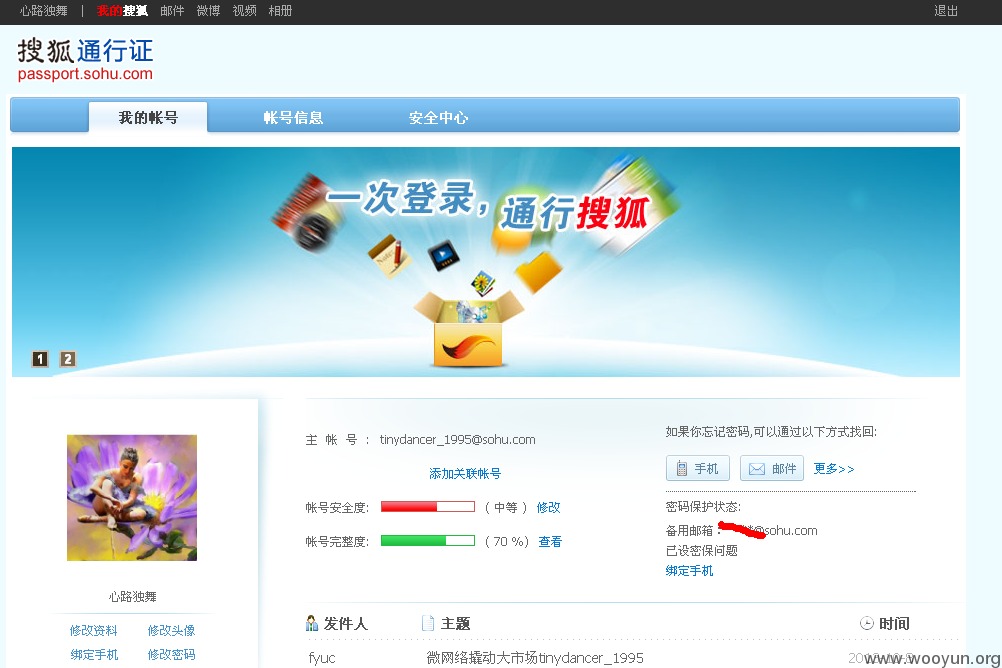 心路独舞 | 我的搜狐 邮件 微博 视频 相册 退出
搜狐通行证
passport.sohu.com
我的帐号 帐号信息 安全中心
一次登录，通行搜狐
1 2
主 帐 号 : tinydancer_1995@sohu.com
添加关联帐号
帐号安全度: ( 中等 ) 修改
帐号完整度: ( 70 %) 查看
如果你忘记密码,可以通过以下方式找回:
手机 邮件 更多>>
密码保护状态:
备用邮箱: @sohu.com
已设密保问题
绑定手机
心路独舞
修改资料 修改头像
绑定手机 修改密码
发件人 主题 时间
fyuc 微网络撬动大市场tinydancer_1995
www.wooyun.org